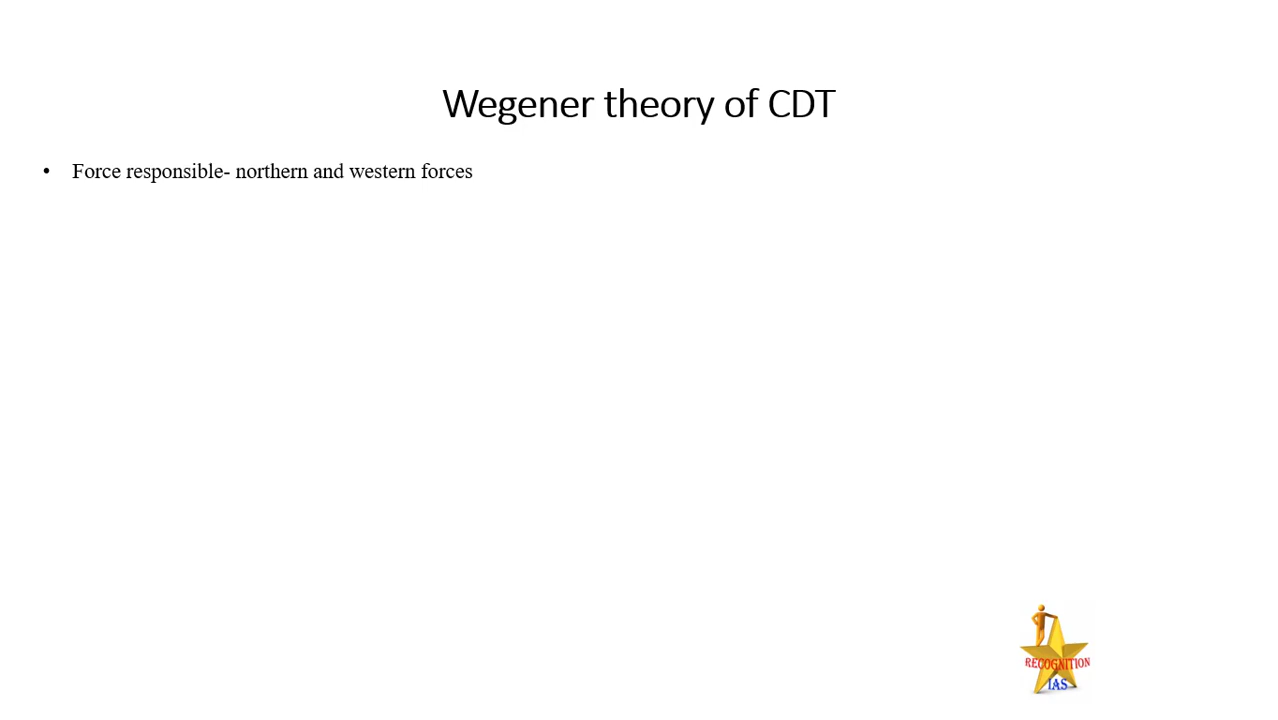 Wegener theory of CDT
• Force responsible- northern and western forces
RECOGNITION
IAS